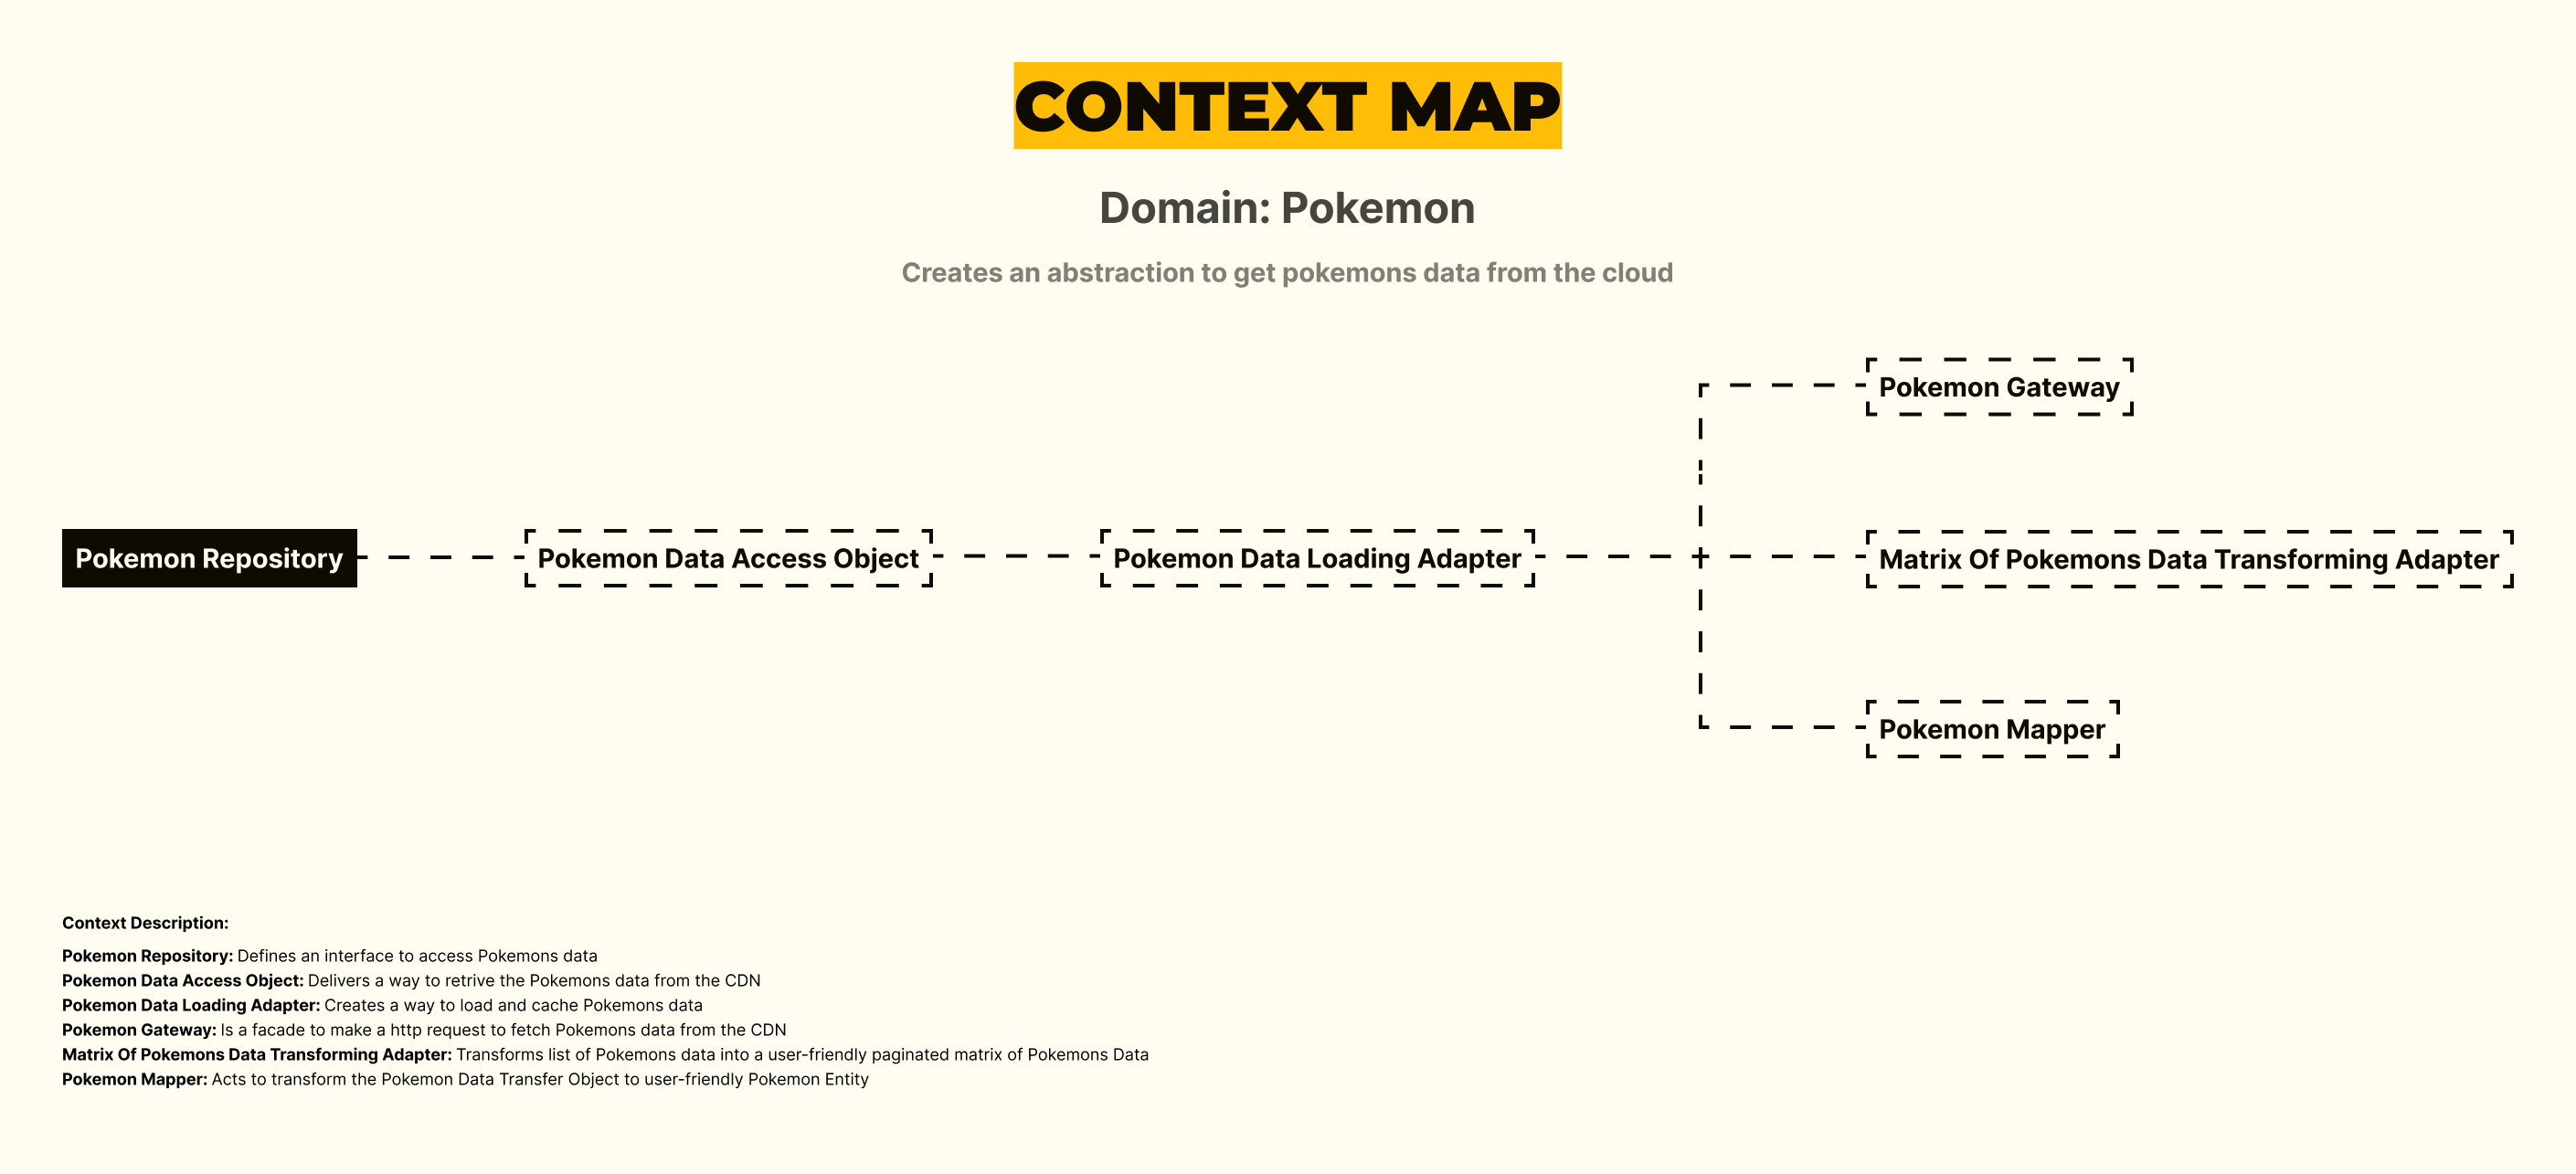 CONTEXT MAP
Domain: Pokemon
Creates an abstraction to get pokemons data from the cloud
Pokemon Gateway
Pokemon Repository
Pokemon Data Access Object
Pokemon Data Loading Adapter
Matrix Of Pokemons Data Transforming Adapter
Pokemon Mapper
Context Description:
Pokemon Repository: Defines an interface to access Pokemons data
Pokemon Data Access Object: Delivers a way to retrive the Pokemons data from the CDN
Pokemon Data Loading Adapter: Creates a way to load and cache Pokemons data
Pokemon Gateway: Is a facade to make a http request to fetch Pokemons data from the CDN
Matrix Of Pokemons Data Transforming Adapter: Transforms list of Pokemons data into a user-friendly paginated matrix of Pokemons Data
Pokemon Mapper: Acts to transform the Pokemon Data Transfer Object to user-friendly Pokemon Entity